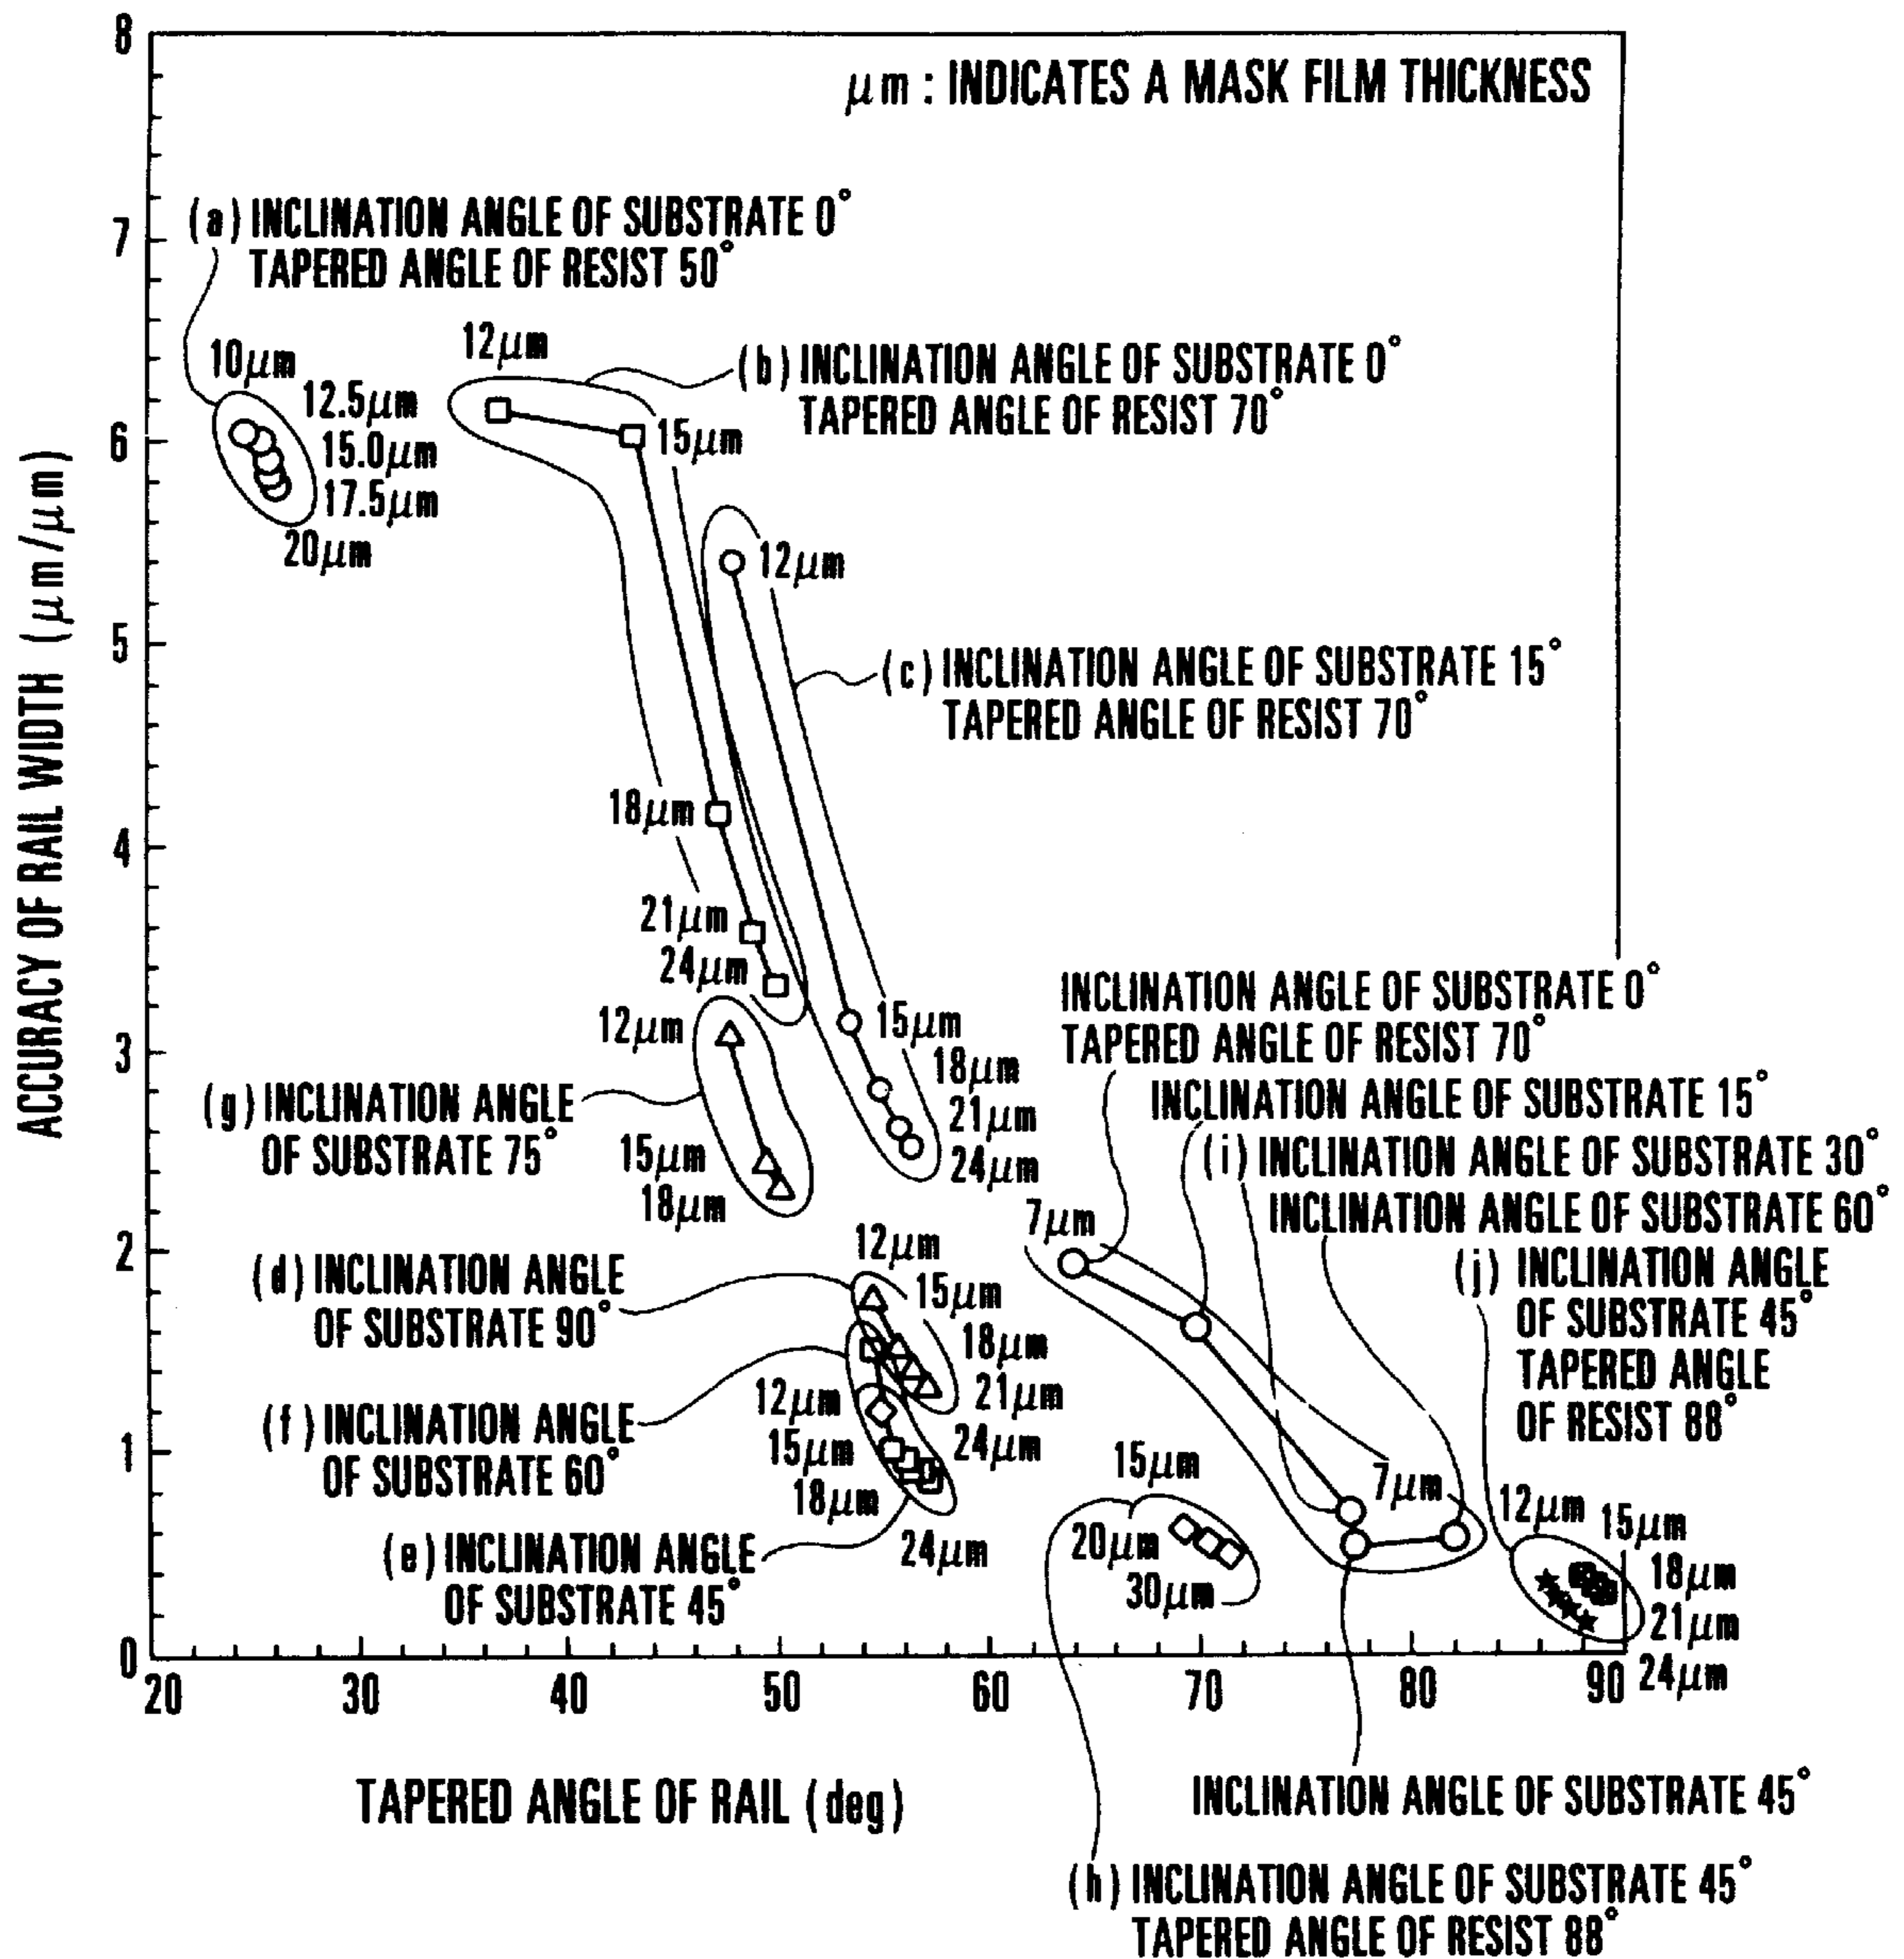 8
μm : INDICATES A MASK FILM THICKNESS
(a) INCLINATION ANGLE OF SUBSTRATE 0°
TAPERED ANGLE OF RESIST 50°
7
12μm
(b) INCLINATION ANGLE OF SUBSTRATE 0°
TAPERED ANGLE OF RESIST 70°
10μm
12.5μm
15.0μm
17.5μm
20μm
6
15μm
12μm
5
(c) INCLINATION ANGLE OF SUBSTRATE 15°
TAPERED ANGLE OF RESIST 70°
ACCURACY OF RAIL WIDTH (μm/μm)
18μm
4
21μm
24μm
INCLINATION ANGLE OF SUBSTRATE 0°
TAPERED ANGLE OF RESIST 70°
12μm
3
15μm
18μm
21μm
24μm
INCLINATION ANGLE OF SUBSTRATE 15°
(g) INCLINATION ANGLE
OF SUBSTRATE 75°
15μm
18μm
(i) INCLINATION ANGLE OF SUBSTRATE 30°
INCLINATION ANGLE OF SUBSTRATE 60°
7μm
2
12μm
15μm
18μm
21μm
24μm
(d) INCLINATION ANGLE
OF SUBSTRATE 90°
(j) INCLINATION ANGLE
OF SUBSTRATE 45°
TAPERED ANGLE
OF RESIST 88°
(f) INCLINATION ANGLE
OF SUBSTRATE 60°
12μm
15μm
18μm
24μm
1
(e) INCLINATION ANGLE
OF SUBSTRATE 45°
15μm
20μm
30μm
7μm
12μm
15μm
18μm
21μm
24μm
0
20
30
40
50
60
70
80
90
TAPERED ANGLE OF RAIL (deg)
INCLINATION ANGLE OF SUBSTRATE 45°
(h) INCLINATION ANGLE OF SUBSTRATE 45°
TAPERED ANGLE OF RESIST 88°